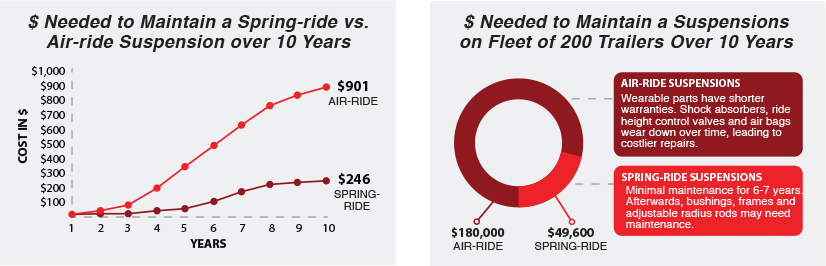 $ Needed to Maintain a Spring-ride vs.
Air-ride Suspension over 10 Years
COST IN $
$1,000
$900
$800
$700
$600
$500
$400
$300
$200
$100
1 2 3 4 5 6 7 8 9 10
YEARS
$901
AIR-RIDE
$246
SPRING-
RIDE
$ Needed to Maintain a Suspensions
on Fleet of 200 Trailers Over 10 Years
AIR-RIDE SUSPENSIONS
Wearable parts have shorter
warranties. Shock absorbers, ride
height control valves and air bags
wear down over time, leading to
costlier repairs.
SPRING-RIDE SUSPENSIONS
Minimal maintenance for 6-7 years.
Afterwards, bushings, frames and
adjustable radius rods may need
maintenance.
$180,000
AIR-RIDE
$49,600
SPRING-RIDE